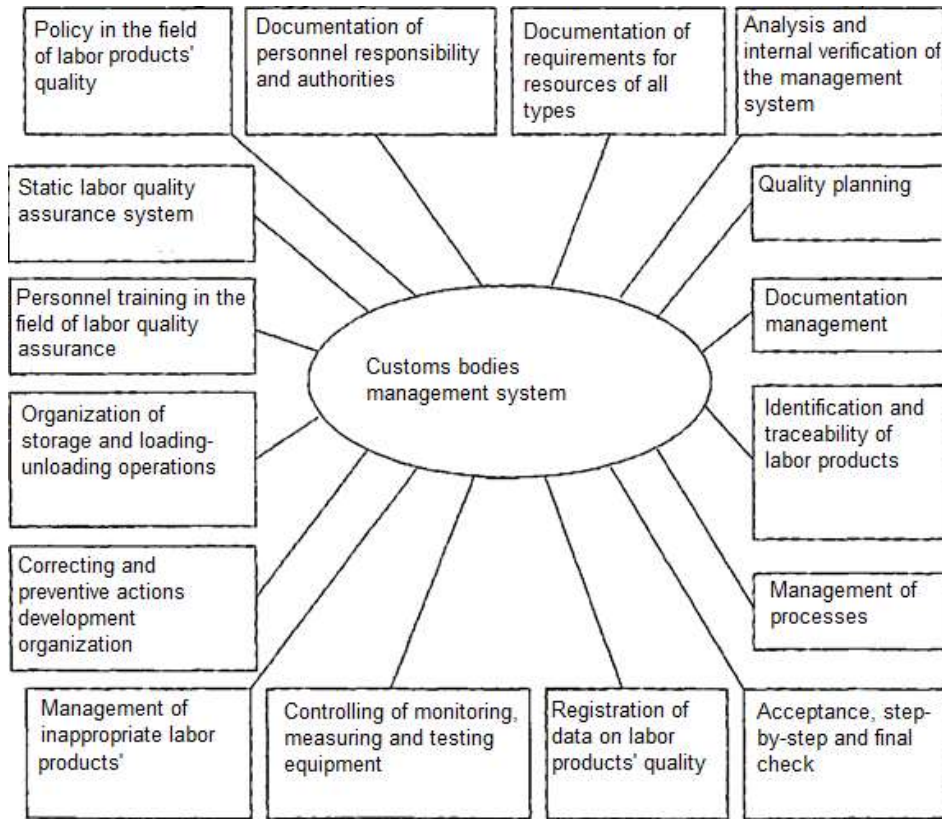 Policy in the field
of labor products'
quality
Documentation of
personnel responsibility
and authorities
Documentation of
requirements for
resources of all
types
Analysis and
internal verification of
the management
system
Static labor quality
assurance system
Quality planning
Personnel training in the
field of labor quality
assurance
Documentation
management
Customs bodies
management system
Organization of
storage and loading-
unloading operations
Identification and
traceability of
labor products
Correcting and
preventive actions
development
organization
Management of
processes
Management of
inappropriate labor
products'
Controlling of monitoring,
measuring and testing
equipment
Registration of
data on labor
products' quality
Acceptance, step-
by-step and final
check